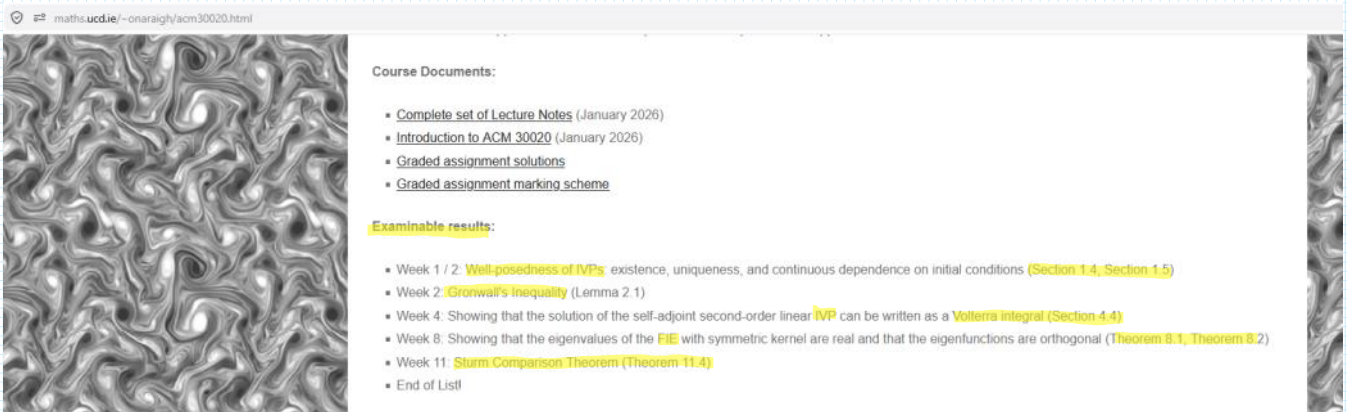 maths.ucd.ie/~onaraigh/acm30020.html
Course Documents:
Complete set of Lecture Notes (January 2026)
Introduction to ACM 30020 (January 2026)
Graded assignment solutions
Graded assignment marking scheme
Examinable results:
Week 1 / 2: Well-posedness of IVPs: existence, uniqueness, and continuous dependence on initial conditions (Section 1.4, Section 1.5)
Week 2: Gronwall's Inequality (Lemma 2.1)
Week 4: Showing that the solution of the self-adjoint second-order linear IVP can be written as a Volterra integral (Section 4.4)
Week 8: Showing that the eigenvalues of the FIE with symmetric kernel are real and that the eigenfunctions are orthogonal (Theorem 8.1, Theorem 8.2)
Week 11: Sturm Comparison Theorem (Theorem 11.4)
End of List!